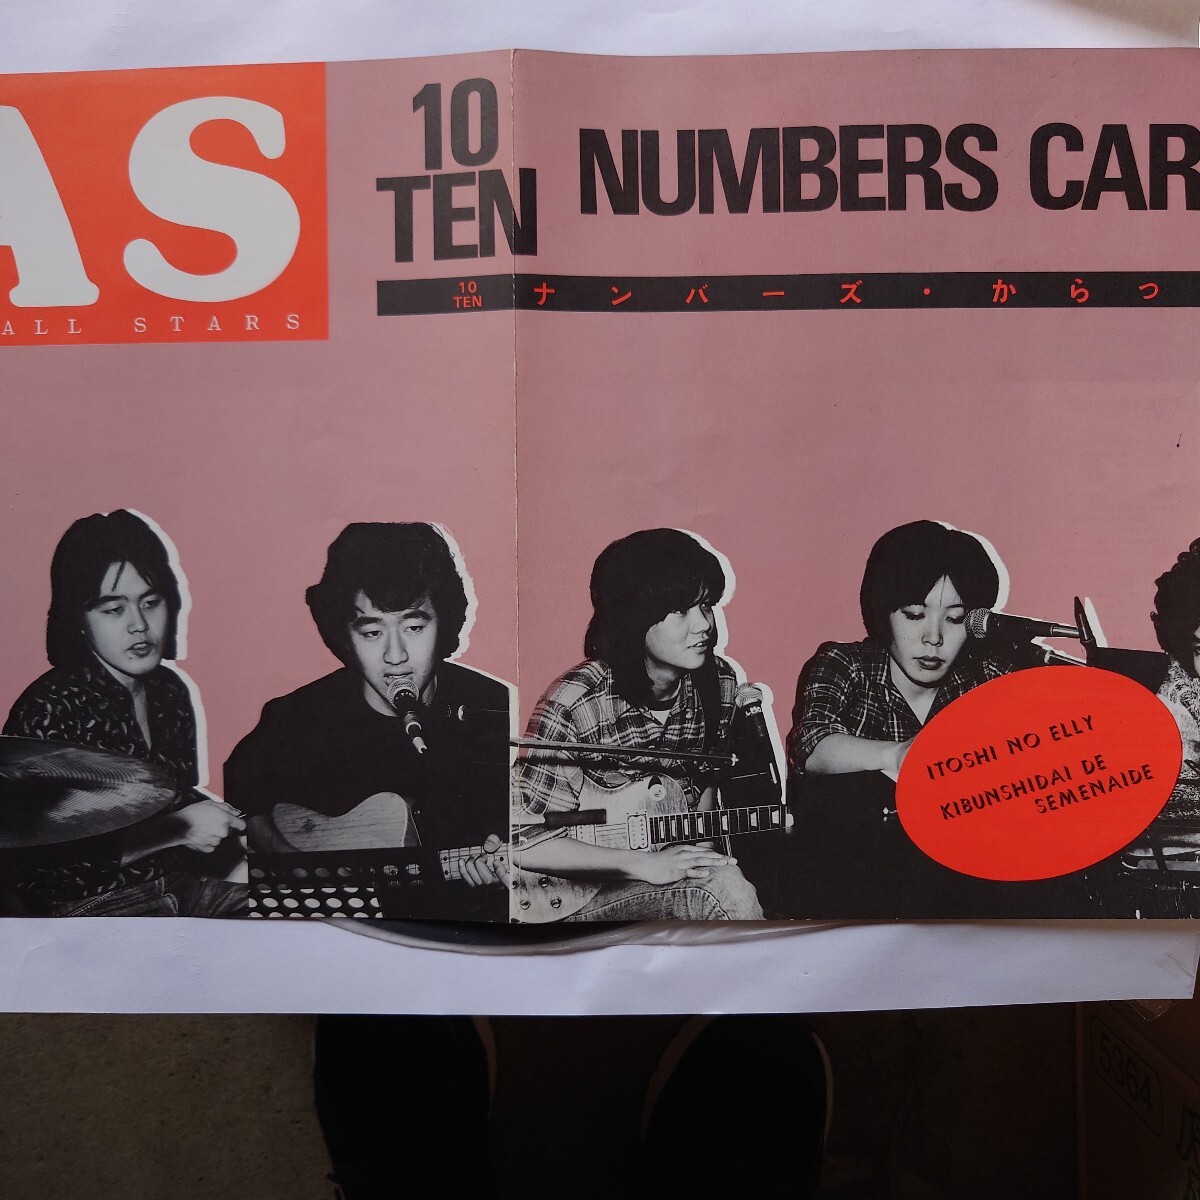 AS
ALL STARS
10
TEN
NUMBERS CAR
10
TEN
ナンバーズ・からっ
ITOSHI NO ELLY
KIBUNSHIDAI DE
SEMENAIDE
5364